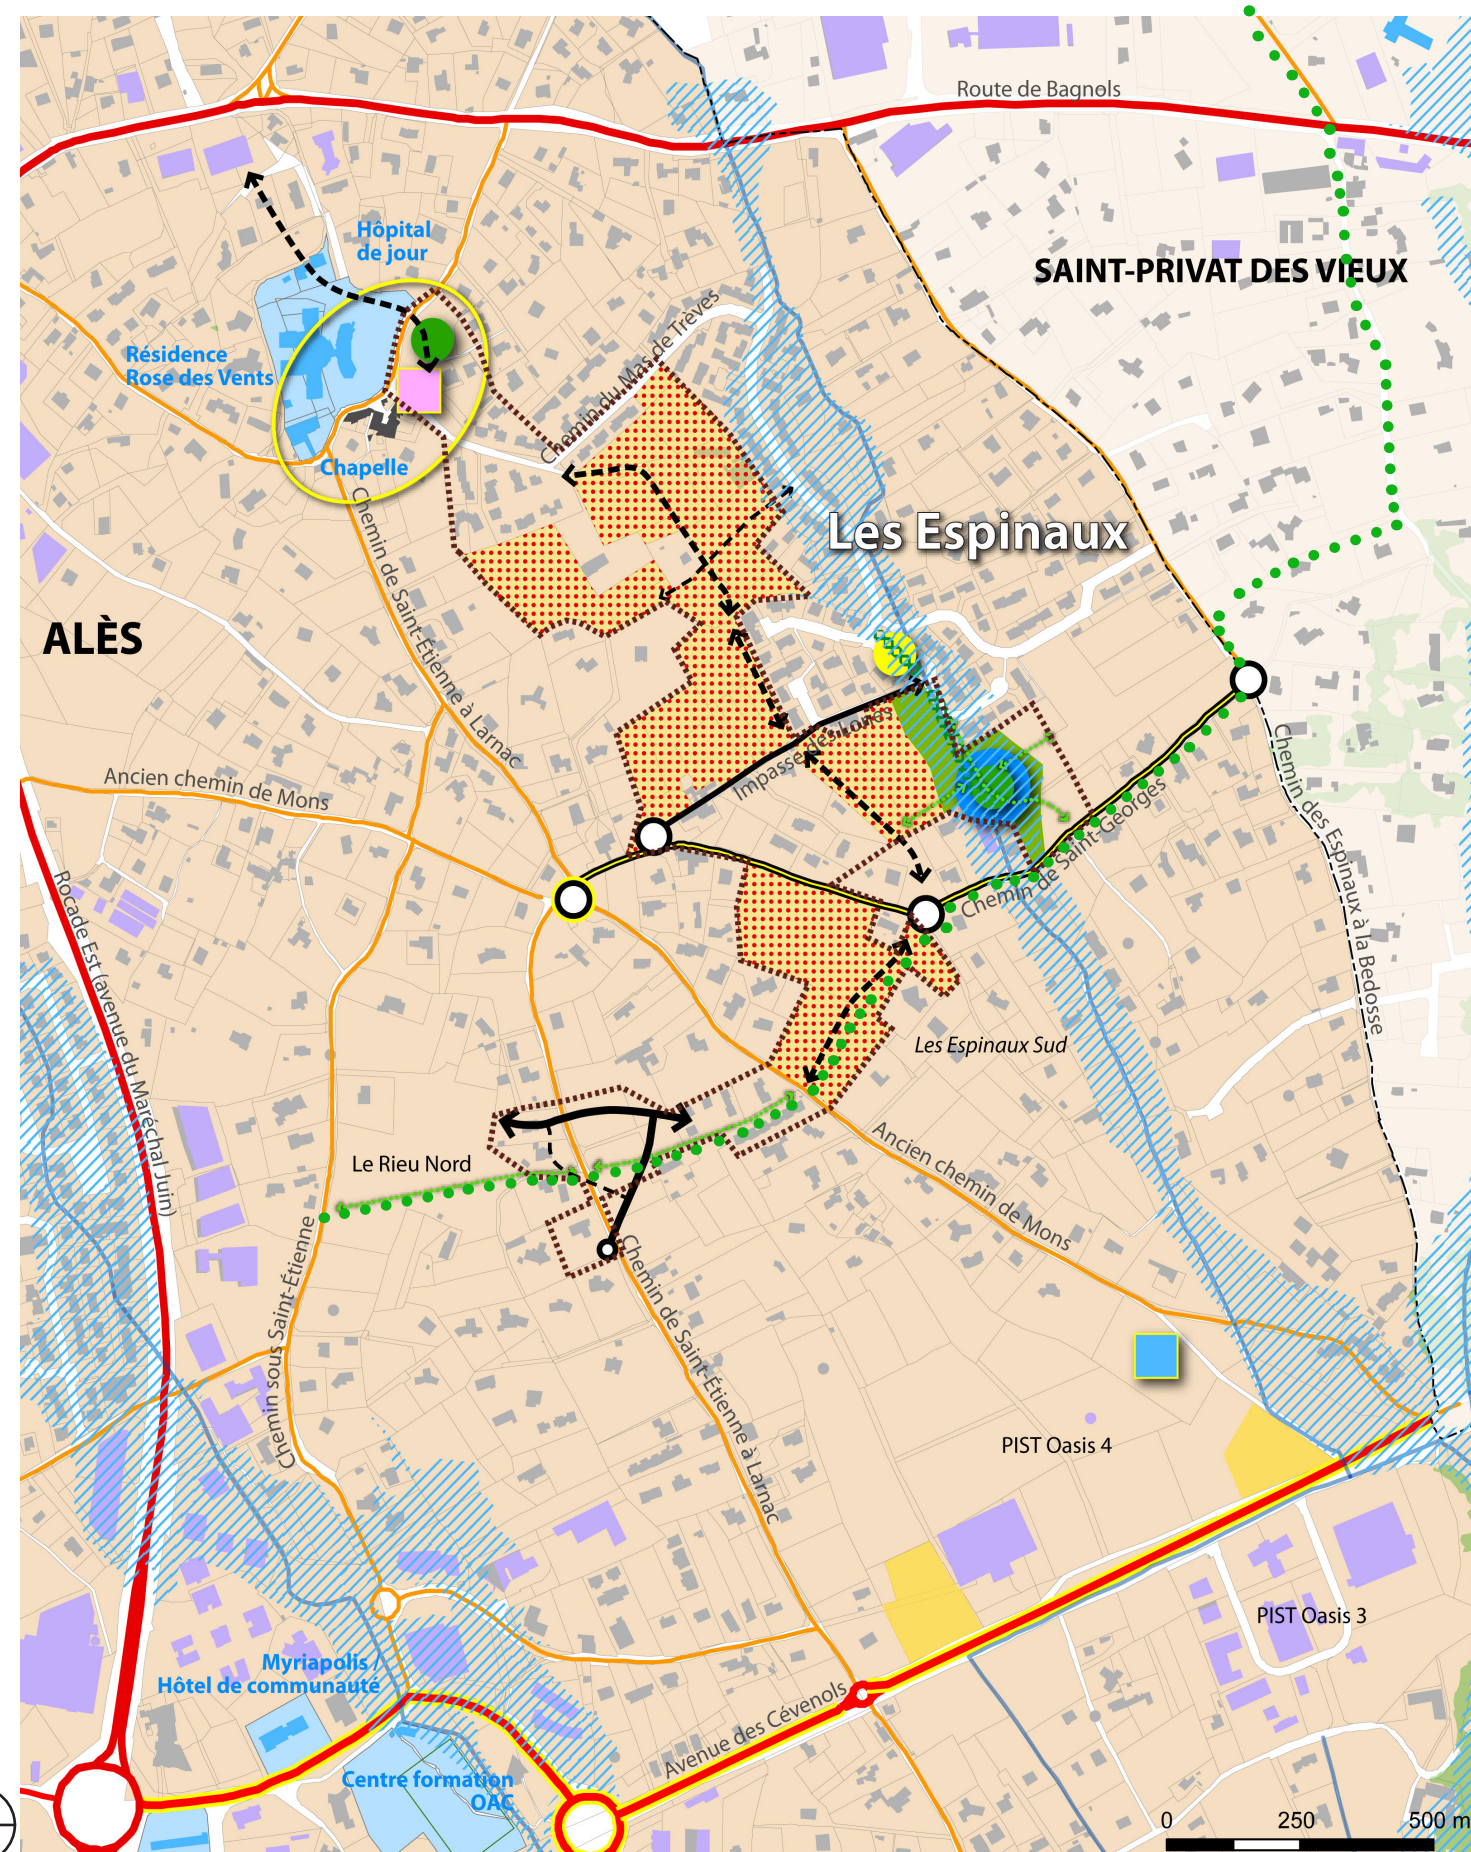 Route de Bagnols
Hôpital
de jour
SAINT-PRIVAT DES VIEUX
Résidence
Rose des Vents
Chemin du Mas de Trèves
Chapelle
Les Espinaux
Chemin de Saint-Étienne à Larnac
ALÈS
Impasse des Lônes
Ancien chemin de Mons
Chemin de Saint-Georges
Chemin des Espinaux à la Bedosse
Rocade Est (avenue du Maréchal Juin)
Les Espinaux Sud
Le Rieu Nord
Ancien chemin de Mons
Chemin sous Saint-Étienne
Chemin de Saint-Étienne à Larnac
PIST Oasis 4
PIST Oasis 3
Myriapolis /
Hôtel de communauté
Avenue des Cévenols
Centre formation
OAC
0 250 500 m